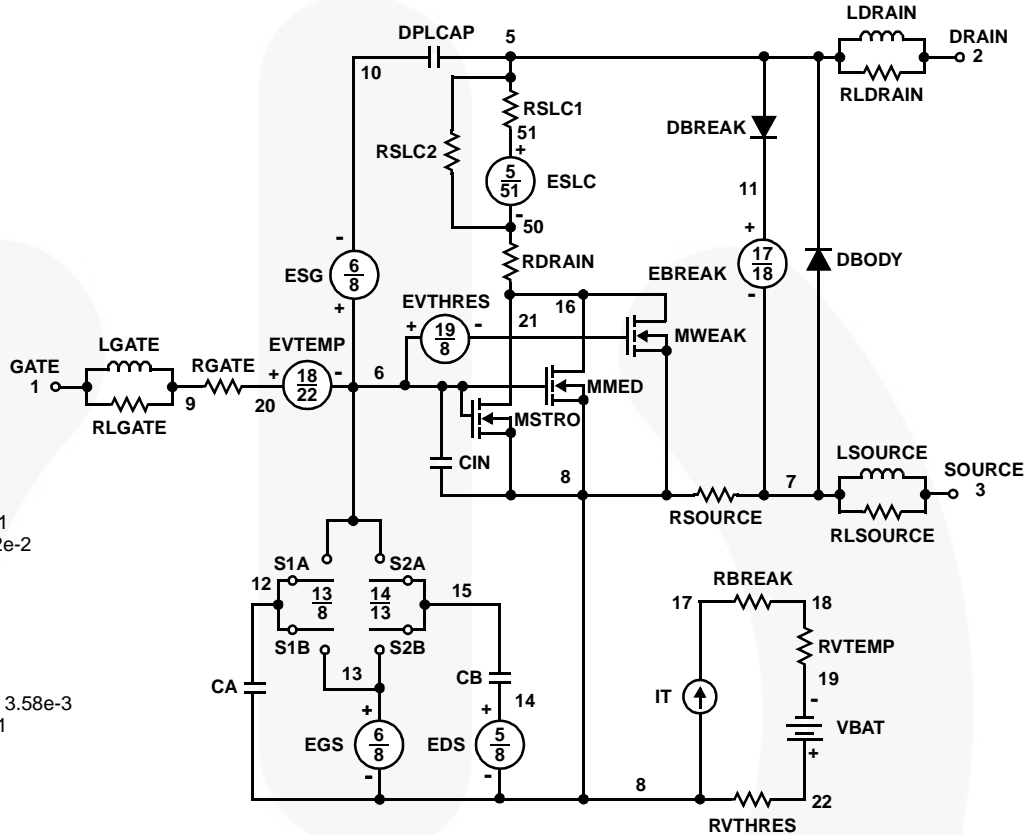 LDRAIN
DPLCAP 5 DRAIN
10 2
RLDRAIN
RSLC1
DBREAK
51
RSLC2 +
5
51
ESLC
11
-
50
- +
RDRAIN
17
18
DBODY
6
8
ESG EBREAK
EVTHRES
16 -
+ 21
+ 19
8
- MWEAK
LGATE EVTEMP
GATE RGATE
+ 18
22
- 6
MMED
1
9 20 MSTRO
RLGATE
LSOURCE
CIN SOURCE
8 7 3
RSOURCE
RLSOURCE
1
2e-2
S1A S2A
12 RBREAK
13
8
14
13
15
17 18
S1B S2B
RVTEMP
13 CB 19
CA
IT -
14
3.58e-3
+ +
VBAT
1
6
8
5
8
EGS EDS
+
- -
8
22
RVTHRES